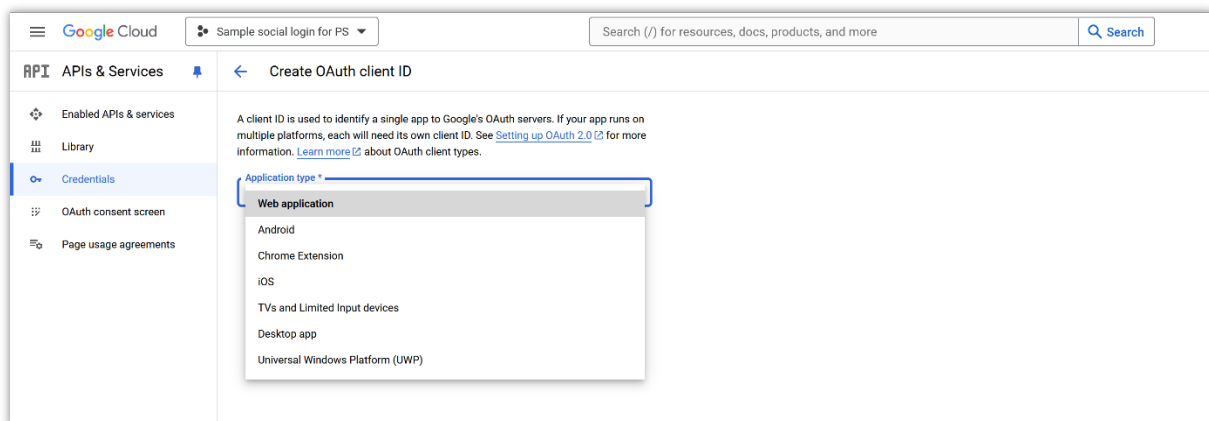 Google Cloud
Sample social login for PS
Search (/) for resources, docs, products, and more
Search
API APIs & Services
Create OAuth client ID
Enabled APIs & services
Library
Credentials
OAuth consent screen
Page usage agreements
A client ID is used to identify a single app to Google's OAuth servers. If your app runs on
multiple platforms, each will need its own client ID. See Setting up OAuth 2.0 for more
information. Learn more about OAuth client types.
Application type *
Web application
Android
Chrome Extension
iOS
TVs and Limited Input devices
Desktop app
Universal Windows Platform (UWP)